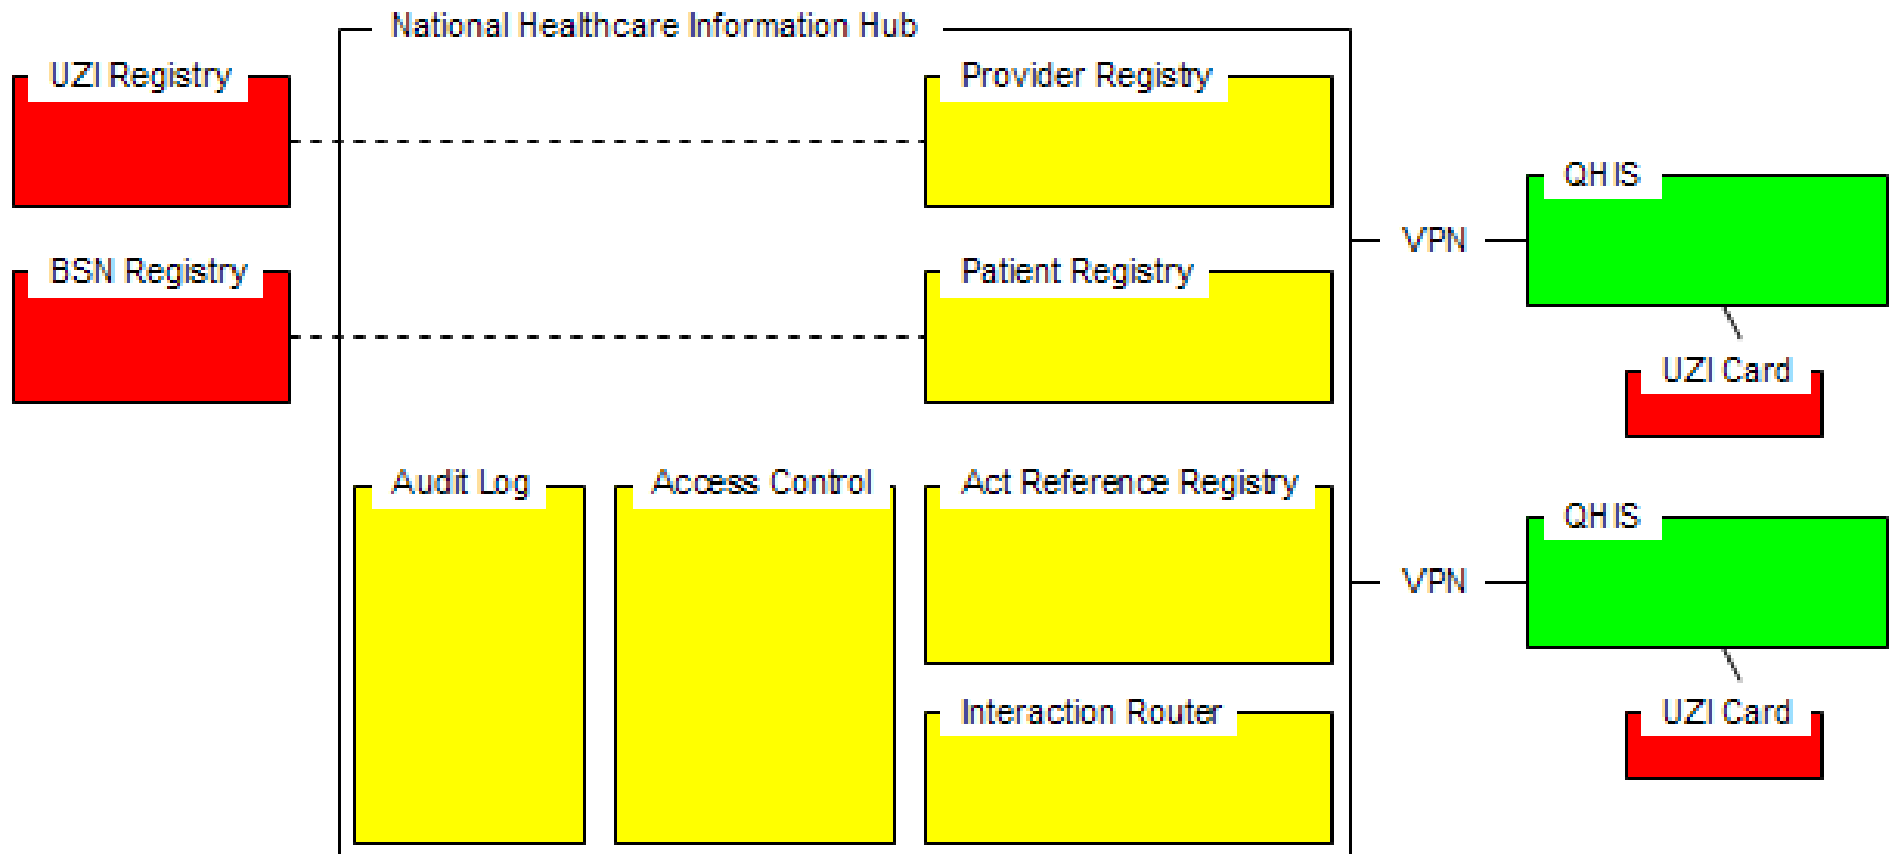 National Healthcare Information Hub
UZI Registry
Provider Registry
QHIS
VPN
BSN Registry
Patient Registry
UZI Card
Audit Log
Access Control
Act Reference Registry
QHIS
VPN
Interaction Router
UZI Card